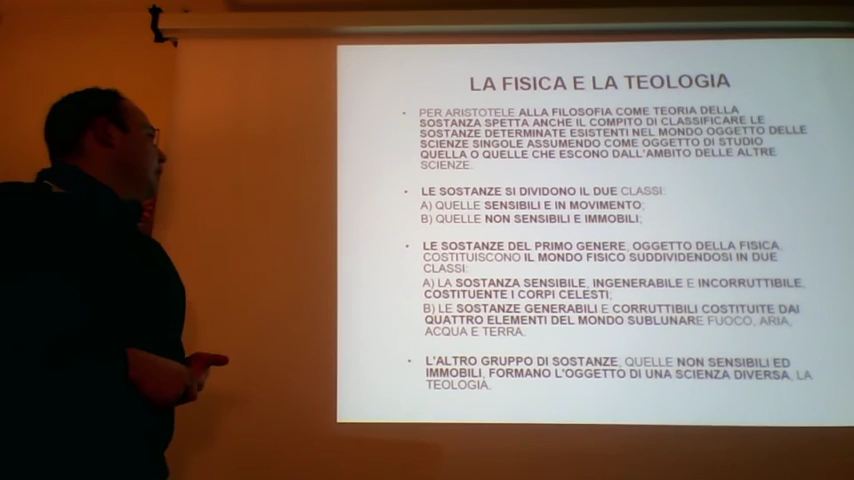 LA FISICA E LA TEOLOGIA
• PER ARISTOTELE ALLA FILOSOFIA COME TEORIA DELLA
SOSTANZA SPETTA ANCHE IL COMPITO DI CLASSIFICARE LE
SOSTANZE DETERMINATE ESISTENTI NEL MONDO OGGETTO DELLE
SCIENZE SINGOLE ASSUMENDO COME OGGETTO DI STUDIO
QUELLA O QUELLE CHE ESCONO DALL'AMBITO DELLE ALTRE
SCIENZE.
• LE SOSTANZE SI DIVIDONO IL DUE CLASSI:
A) QUELLE SENSIBILI E IN MOVIMENTO;
B) QUELLE NON SENSIBILI E IMMOBILI;
• LE SOSTANZE DEL PRIMO GENERE, OGGETTO DELLA FISICA,
COSTITUISCONO IL MONDO FISICO SUDDIVIDENDOSI IN DUE
CLASSI:
A) LA SOSTANZA SENSIBILE, INGENERABILE E INCORRUTTIBILE,
COSTITUENTE I CORPI CELESTI;
B) LE SOSTANZE GENERABILI E CORRUTTIBILI COSTITUITE DAI
QUATTRO ELEMENTI DEL MONDO SUBLUNARE FUOCO, ARIA,
ACQUA E TERRA.
• L'ALTRO GRUPPO DI SOSTANZE, QUELLE NON SENSIBILI ED
IMMOBILI, FORMANO L'OGGETTO DI UNA SCIENZA DIVERSA, LA
TEOLOGIA.